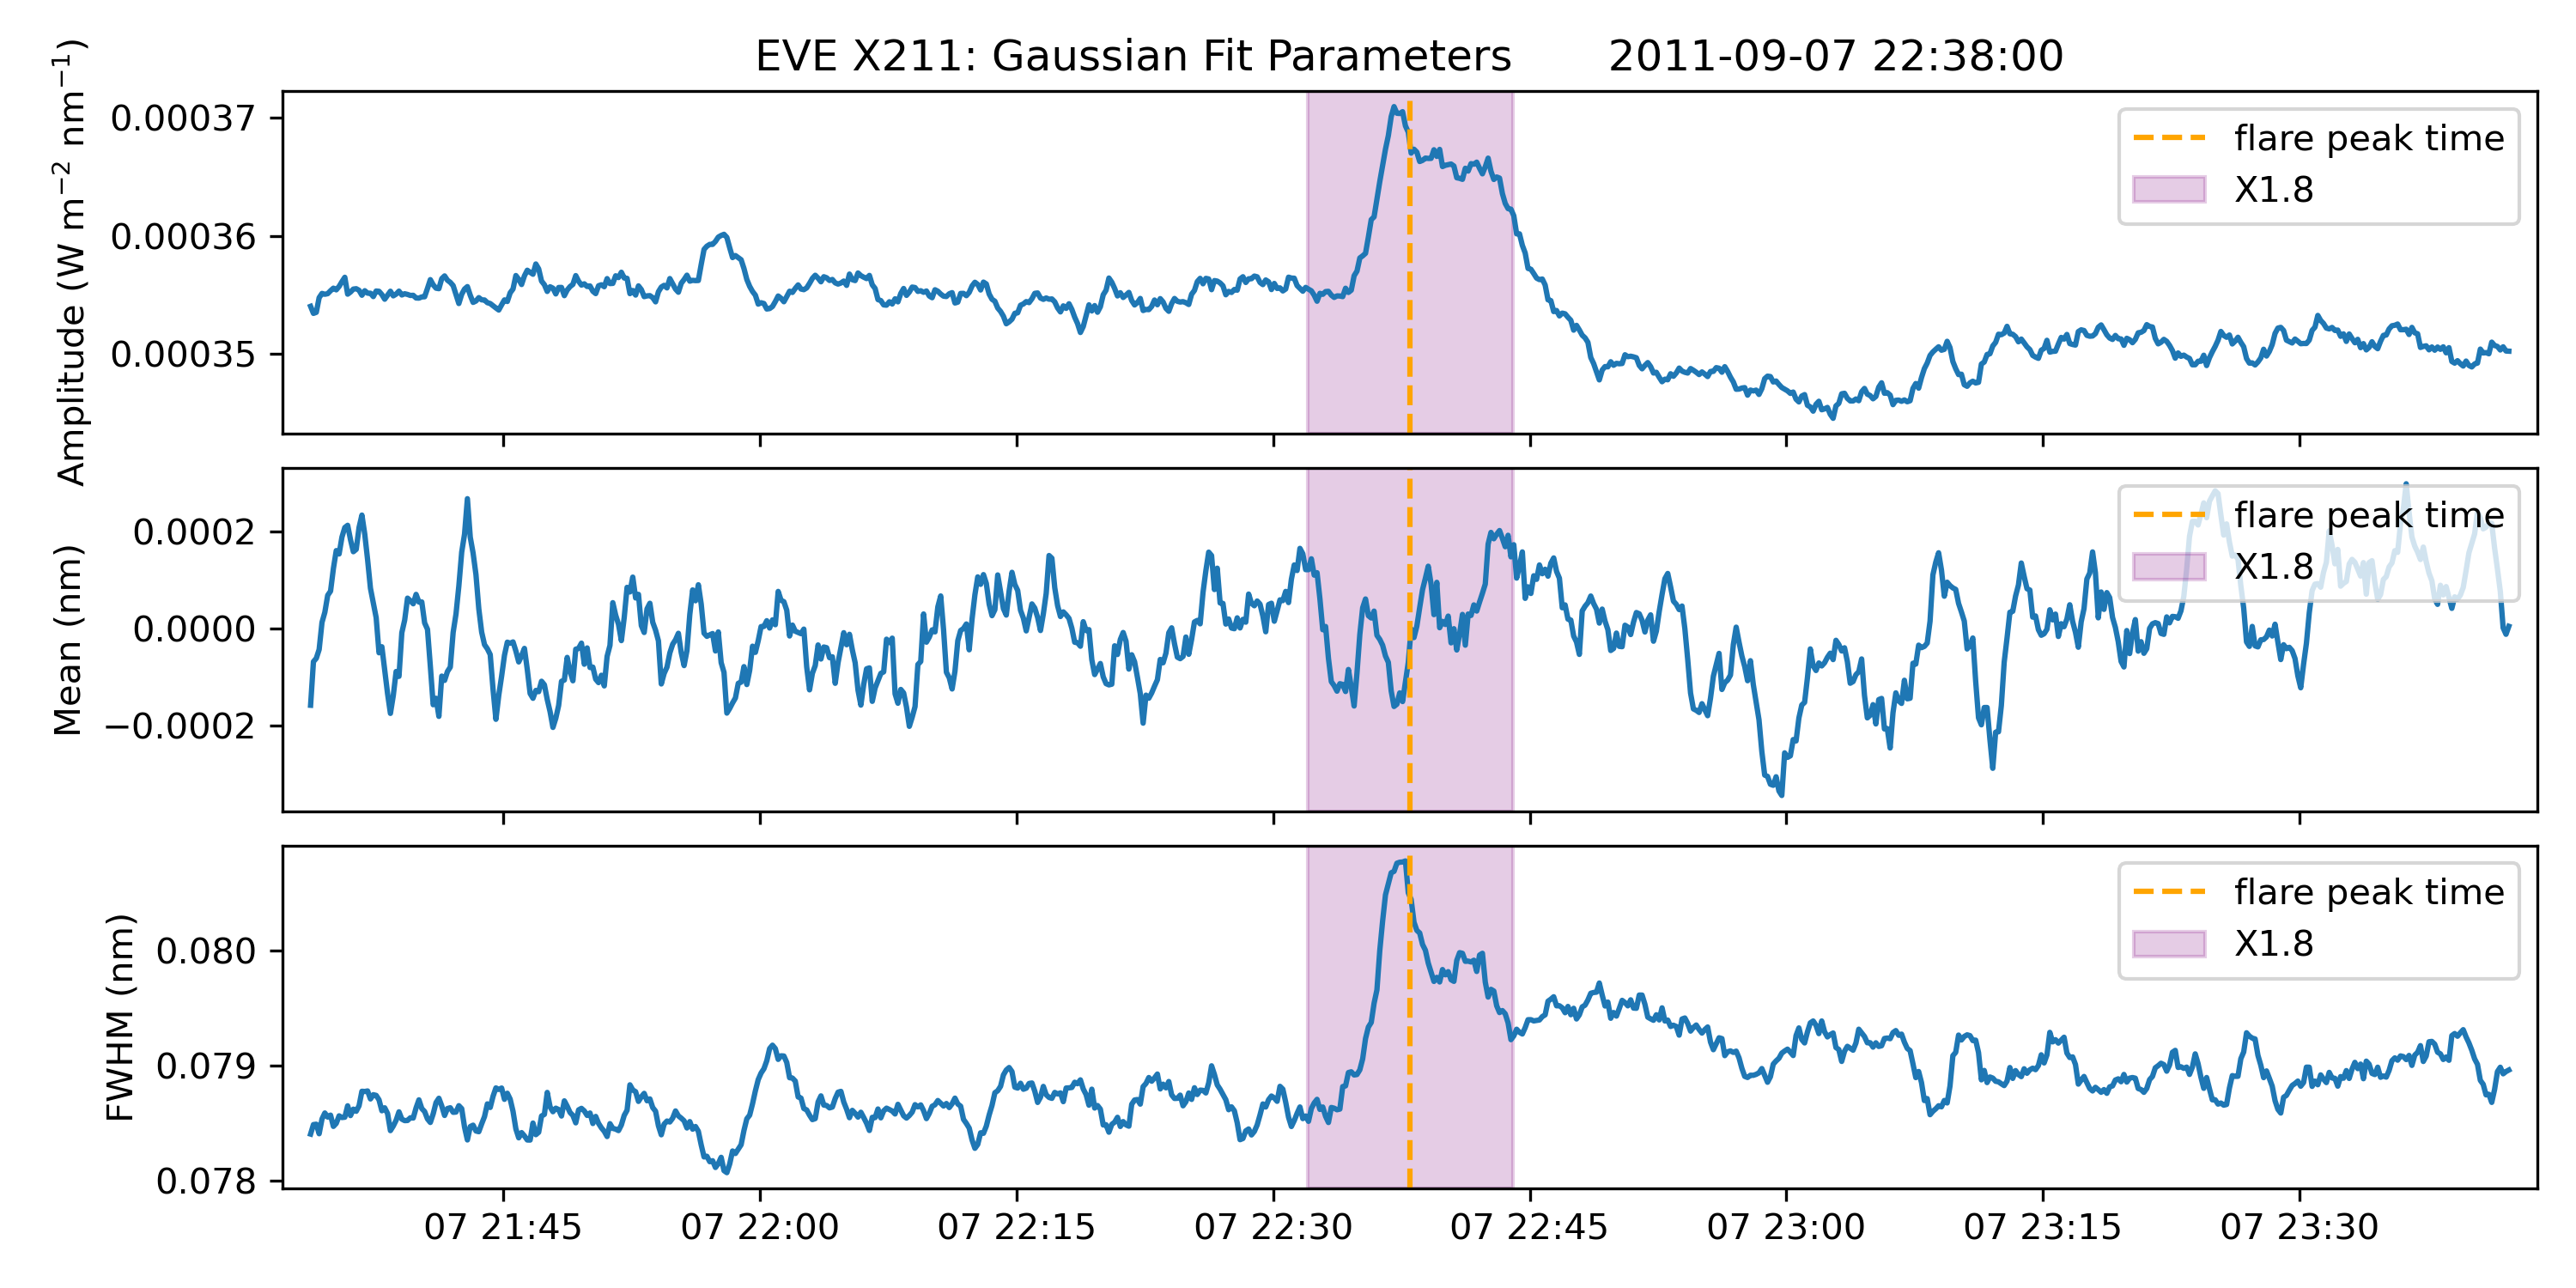 EVE X211: Gaussian Fit Parameters 2011-09-07 22:38:00
Amplitude (W m⁻² nm⁻¹)
0.00037
0.00036
0.00035
flare peak time
X1.8
Mean (nm)
0.0002
0.0000
−0.0002
flare peak time
X1.8
FWHM (nm)
0.080
0.079
0.078
flare peak time
X1.8
07 21:45 07 22:00 07 22:15 07 22:30 07 22:45 07 23:00 07 23:15 07 23:30